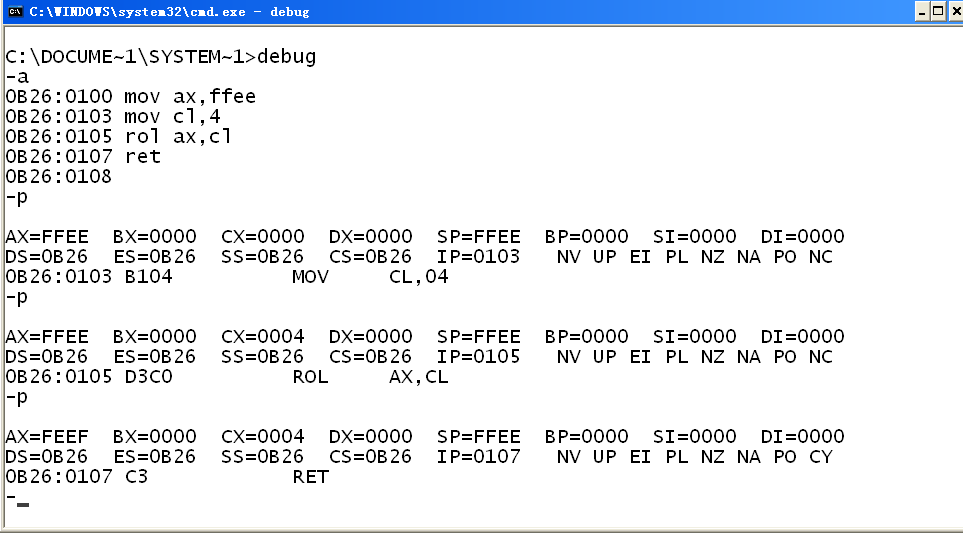 C:\WINDOWS\system32\cmd.exe - debug
C:\DOCUME~1\SYSTEM~1>debug
-a
0B26:0100 mov ax,ffee
0B26:0103 mov cl,4
0B26:0105 rol ax,cl
0B26:0107 ret
0B26:0108
-p
AX=FFEE  BX=0000  CX=0000  DX=0000  SP=FFEE  BP=0000  SI=0000  DI=0000
DS=0B26  ES=0B26  SS=0B26  CS=0B26  IP=0103   NV UP EI PL NZ NA PO NC
0B26:0103 B104          MOV     CL,04
-p
AX=FFEE  BX=0000  CX=0004  DX=0000  SP=FFEE  BP=0000  SI=0000  DI=0000
DS=0B26  ES=0B26  SS=0B26  CS=0B26  IP=0105   NV UP EI PL NZ NA PO NC
0B26:0105 D3C0          ROL     AX,CL
-p
AX=FEEF  BX=0000  CX=0004  DX=0000  SP=FFEE  BP=0000  SI=0000  DI=0000
DS=0B26  ES=0B26  SS=0B26  CS=0B26  IP=0107   NV UP EI PL NZ NA PO CY
0B26:0107 C3            RET
-_